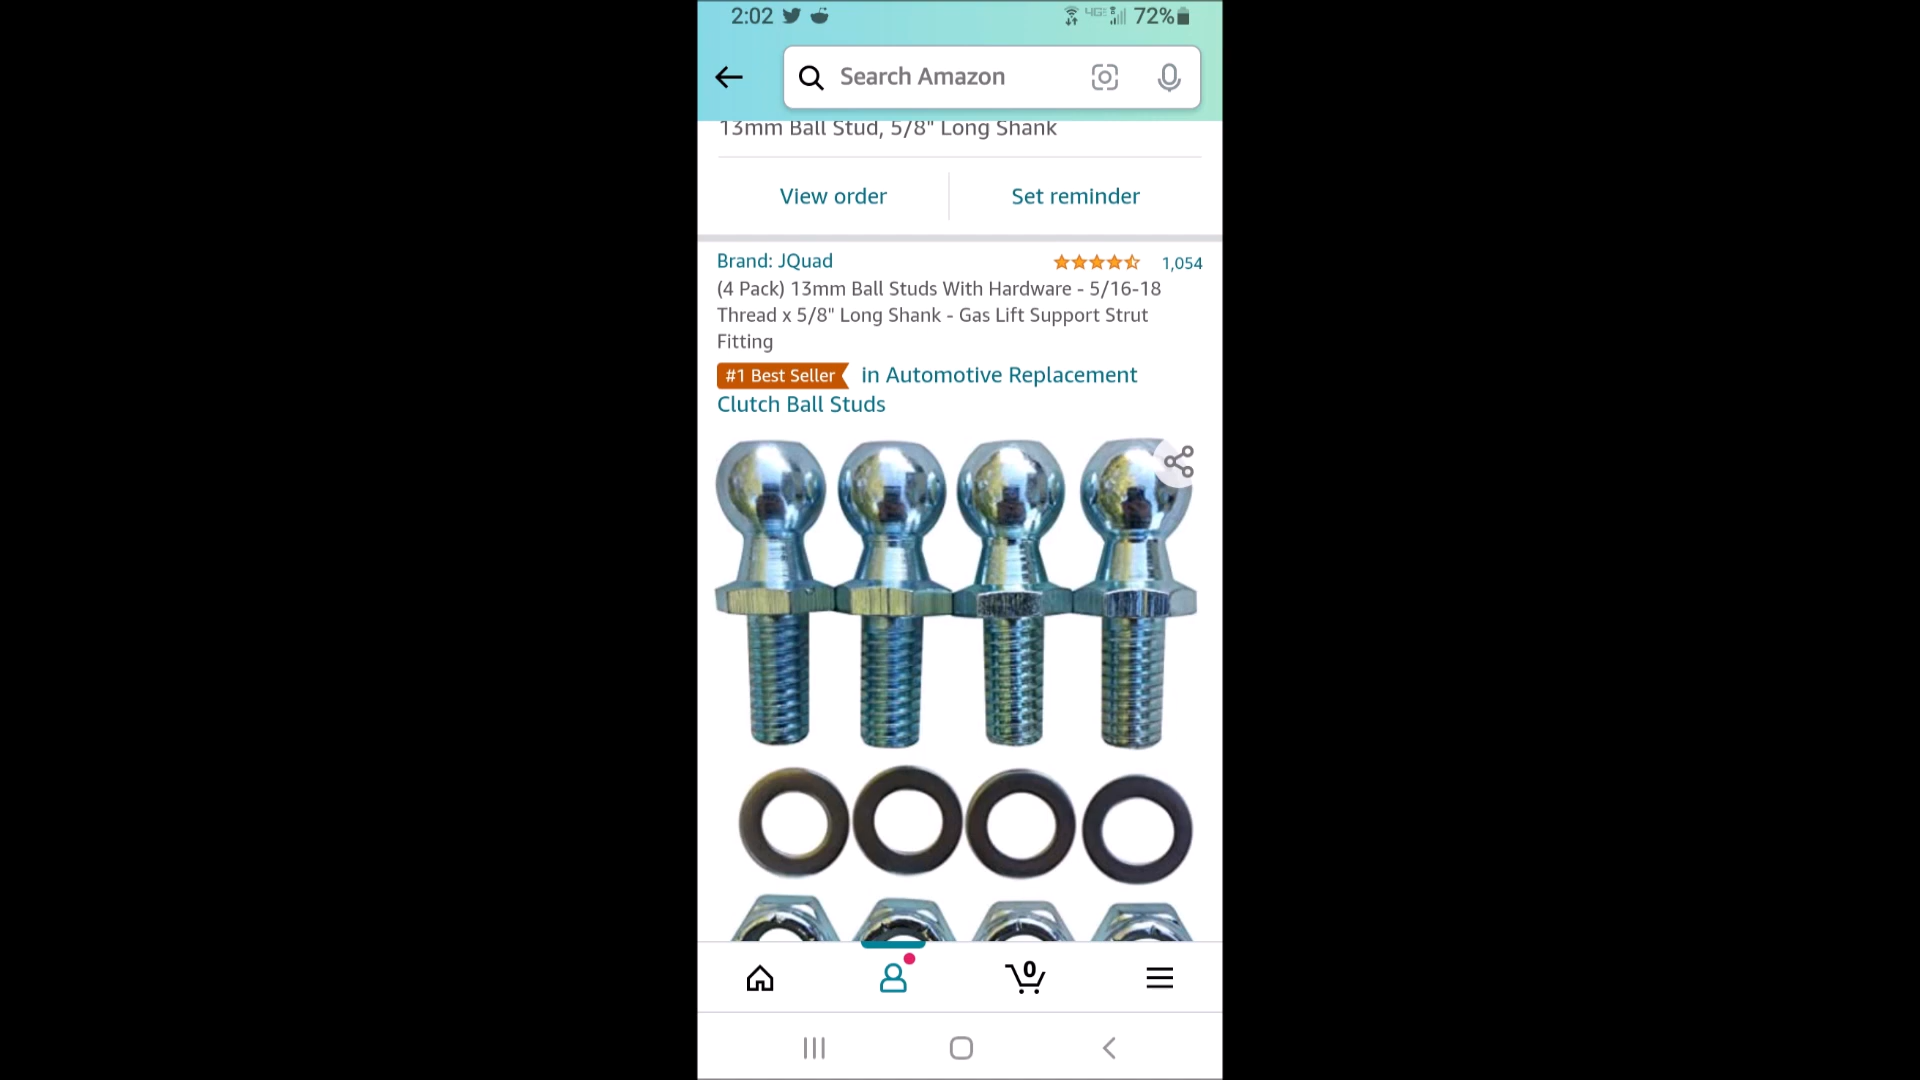 2:02 4G 72%
Search Amazon
13mm Ball Stud, 5/8" Long Shank
View order Set reminder
Brand: JQuad 1,054
(4 Pack) 13mm Ball Studs With Hardware - 5/16-18
Thread x 5/8" Long Shank - Gas Lift Support Strut
Fitting
#1 Best Seller in Automotive Replacement
Clutch Ball Studs
0